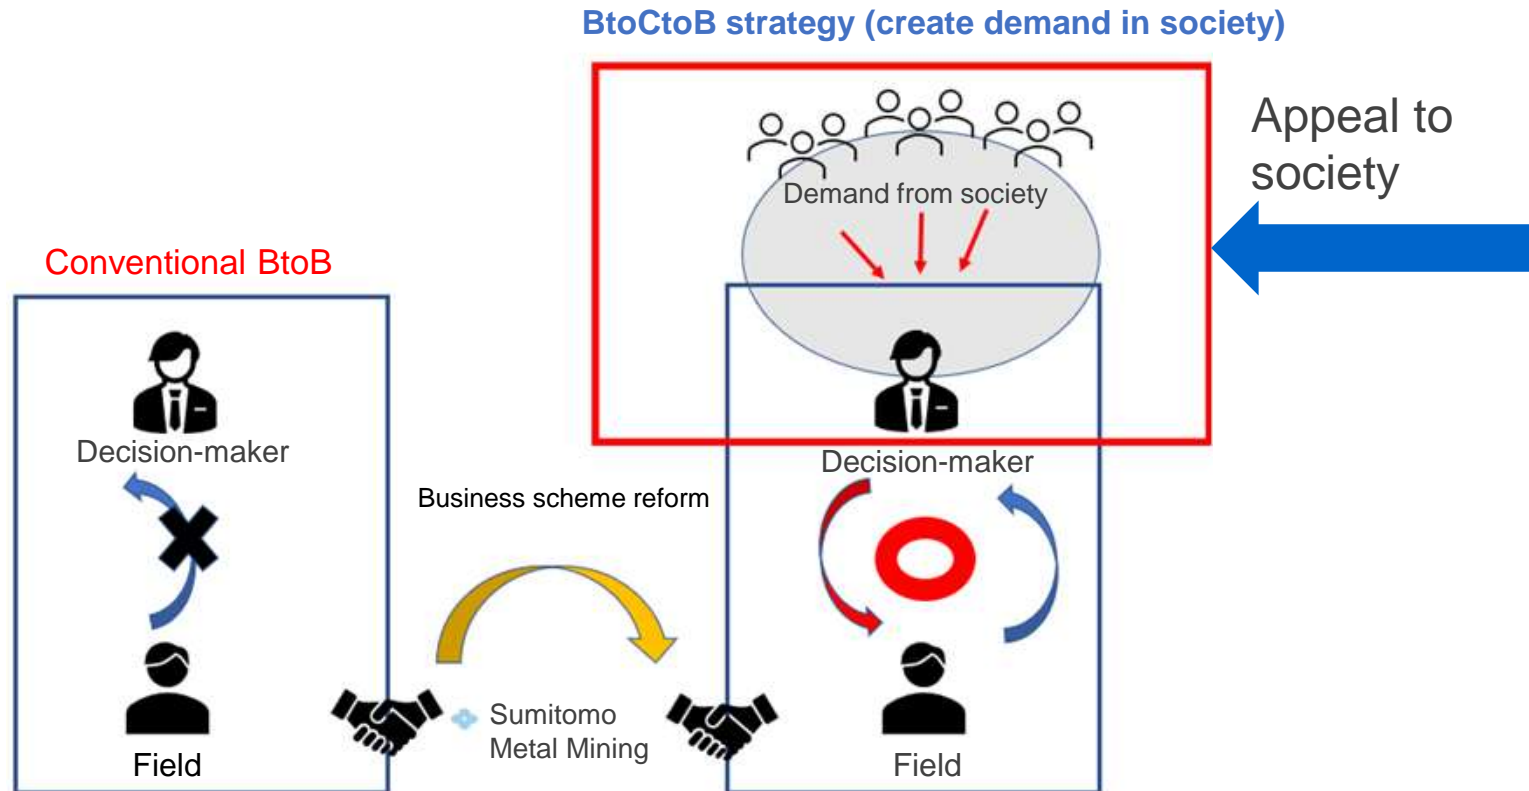 BtoCtoB strategy (create demand in society)
Appeal to
society
Demand from society
Conventional BtoB
Decision-maker
Decision-maker
Business scheme reform
Sumitomo
Metal Mining
Field
Field